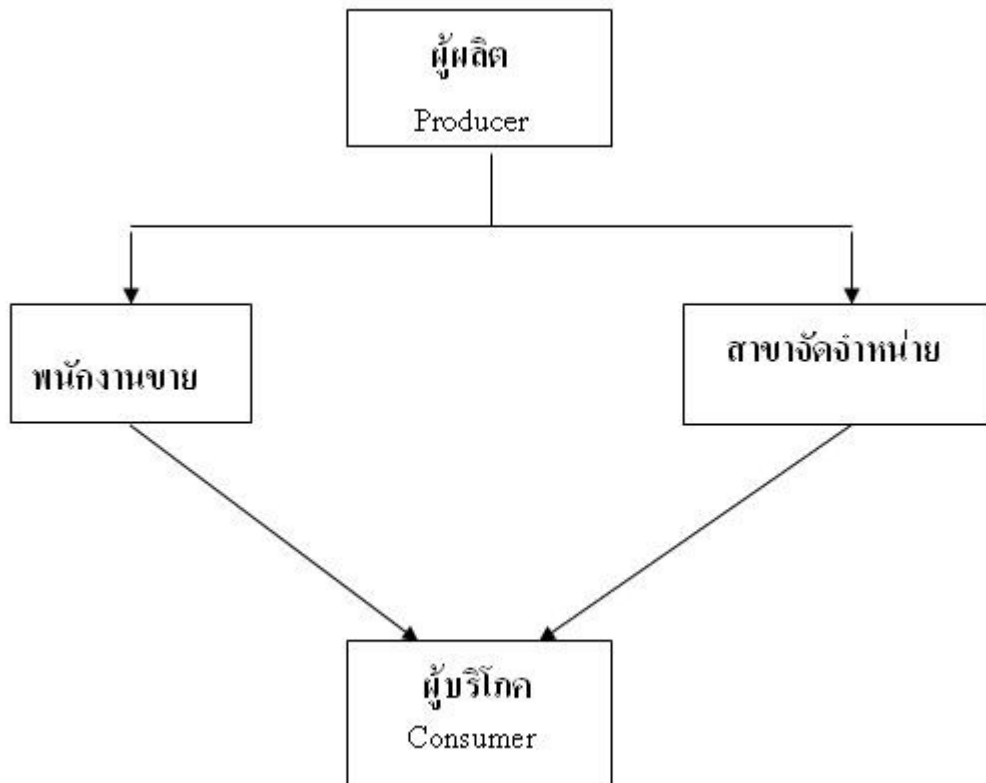 ผู้ผลิต
Producer
พนักงานขาย
สาขาจัดจำหน่าย
ผู้บริโภค
Consumer